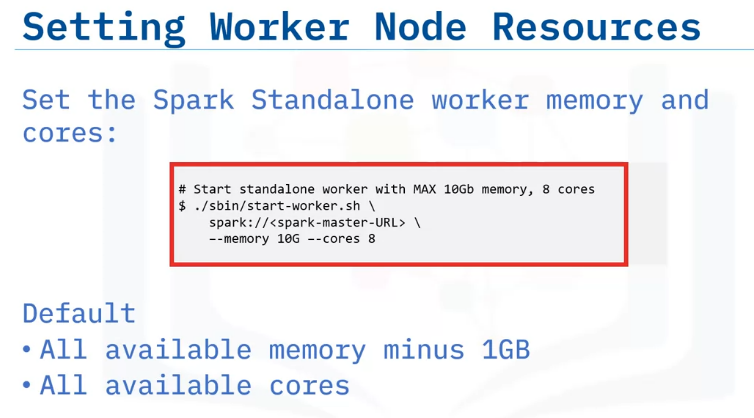 Setting Worker Node Resources
Set the Spark Standalone worker memory and
cores:
# Start standalone worker with MAX 10Gb memory, 8 cores
$ ./sbin/start-worker.sh \
spark://<spark-master-URL> \
--memory 10G --cores 8
Default
• All available memory minus 1GB
• All available cores